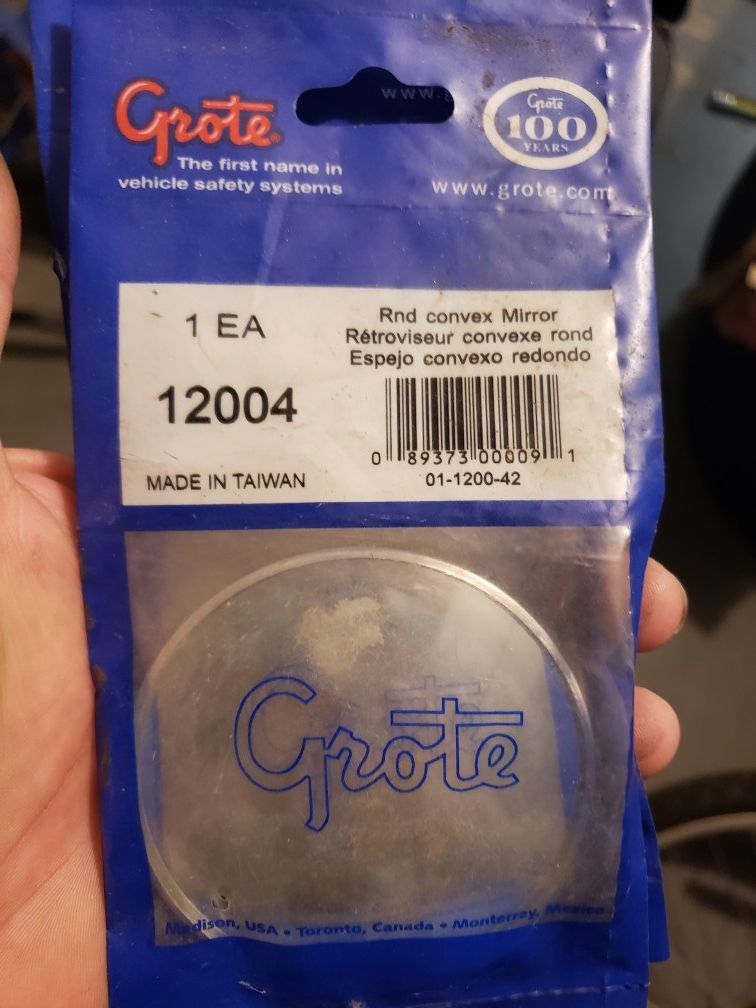 Grote®
The first name in
vehicle safety systems
www.
Grote
100
YEARS
www.grote.com
1 EA
12004
MADE IN TAIWAN
Rnd convex Mirror
Rétroviseur convexe rond
Espejo convexo redondo
0 89373 00009 1
01-1200-42
Grote
Madison, USA • Toronto, Canada • Monterrey, Mexico